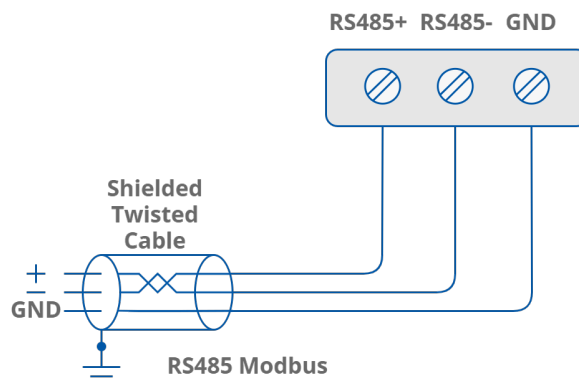 RS485+ RS485- GND
Shielded
Twisted
Cable
+
−
GND
RS485 Modbus